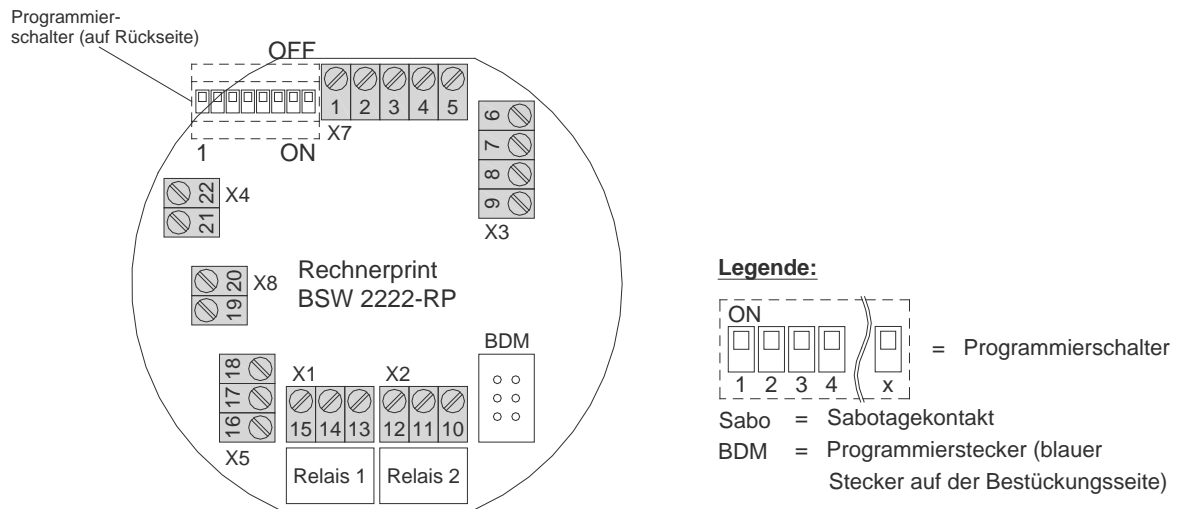 Programmier-
schalter (auf Rückseite)
OFF
1 2 3 4 5
X7
1 ON
6
7
8
9
X3
22 X4
21
20 X8
19
Rechnerprint
BSW 2222-RP
BDM
18
17
16
X5
X1 X2
15 14 13 12 11 10
Relais 1 Relais 2
Legende:
ON
1 2 3 4 x
= Programmierschalter
Sabo = Sabotagekontakt
BDM = Programmierstecker (blauer
Stecker auf der Bestückungsseite)